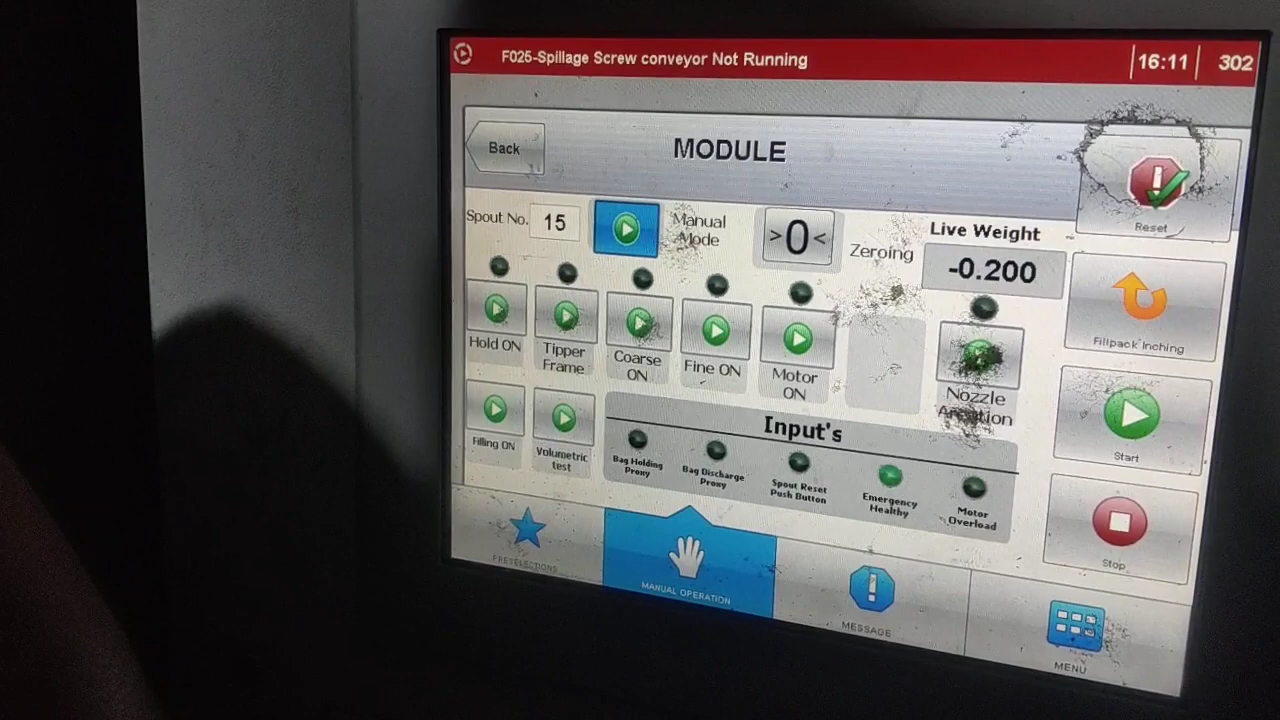 F025-Spillage Screw conveyor Not Running
16:11
302
Back
MODULE
Reset
Spout No.
15
Manual
Mode
>0<
Zeroing
Live Weight
-0.200
Hold ON
Tipper
Frame
Coarse
ON
Fine ON
Motor
ON
Nozzle
Areation
Fillpack Inching
Filling ON
Volumetric
test
Input's
Bag Holding
Proxy
Bag Discharge
Proxy
Spout Reset
Push Button
Emergency
Healthy
Motor
Overload
Start
Stop
PRESELECTIONS
MANUAL OPERATION
MESSAGE
MENU